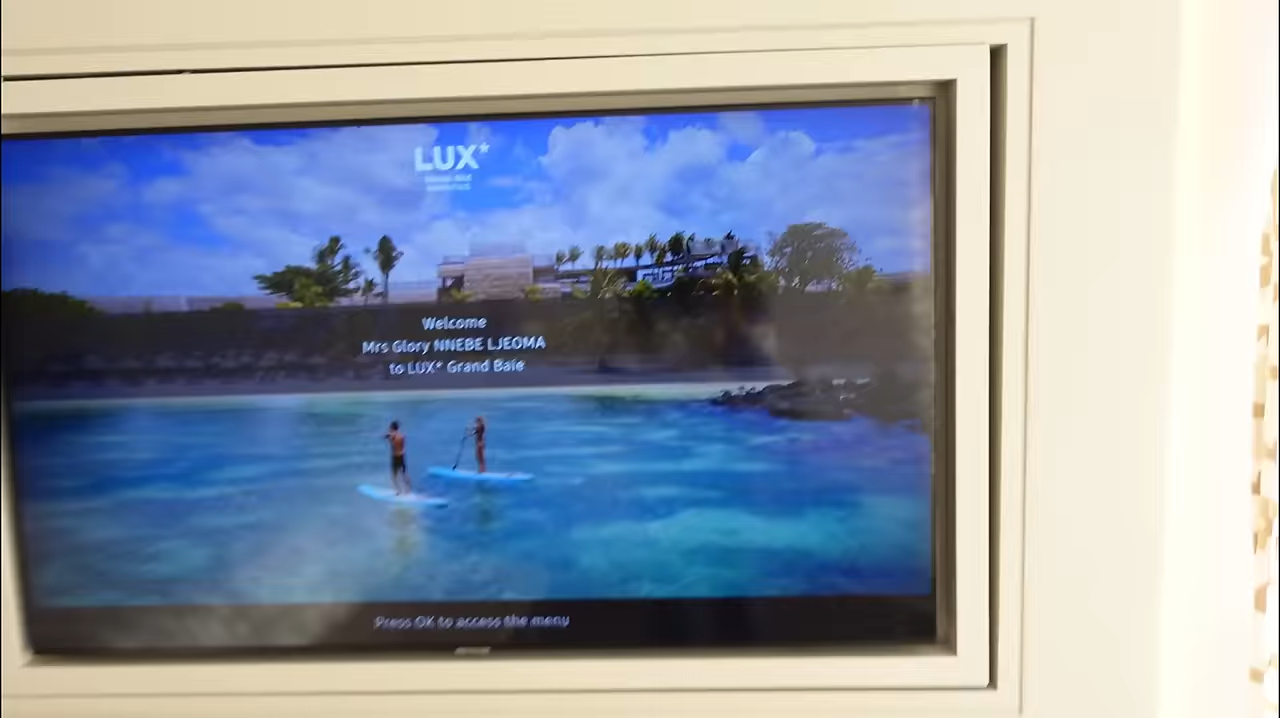 LUX*
Welcome
Mrs Glory NNEBE LJEOMA
to LUX* Grand Baie
Press OK to access the menu